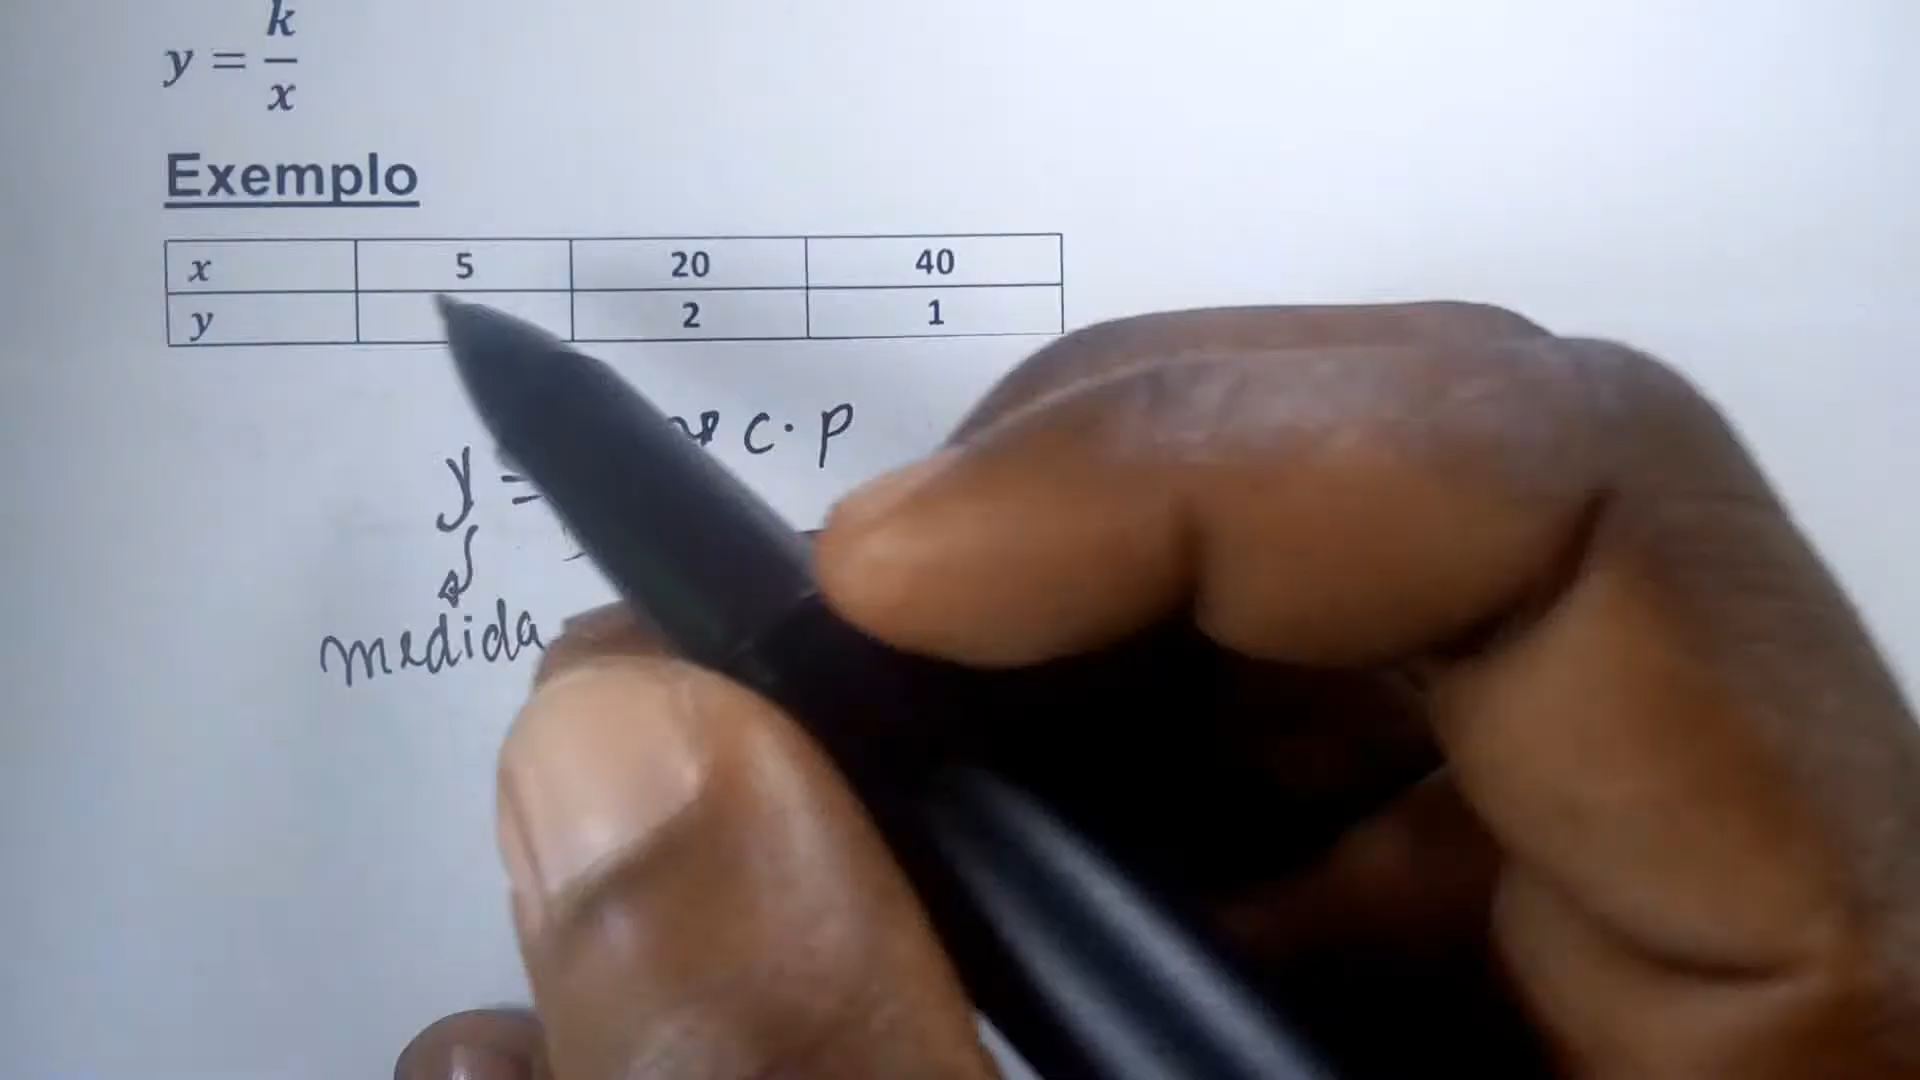 y = k/x
Exemplo
x 5 20 40
y 2 1
c. p
y =
medida